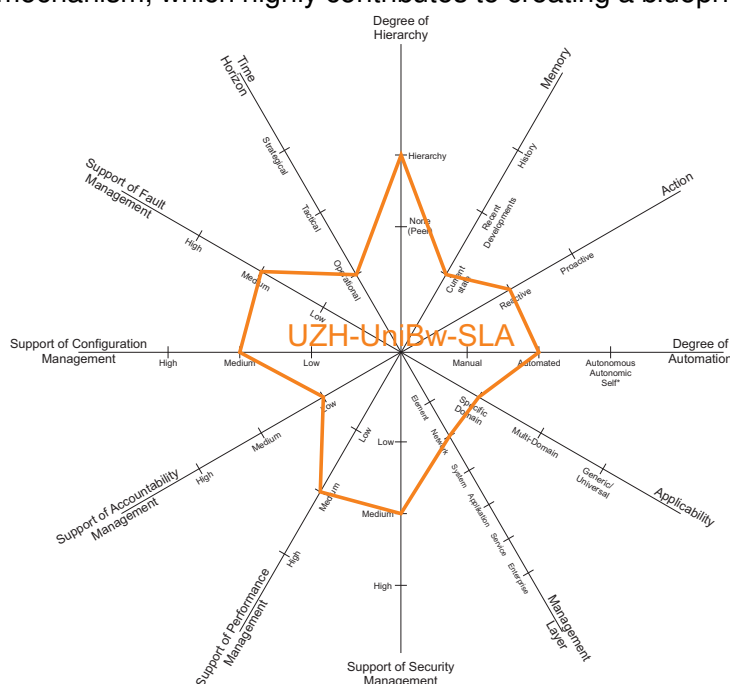 mechanism, which highly contributes to creating a bluepri
Degree of
Hierarchy
Time
Horizon
Memory
Strategical
History
Hierarchy
Support of Fault
Management
Action
Tactical
Recent
Developments
None
(Peer
High
Proactive
Medium
Operational
Current
state
Reactive
Low
UZH-UniBw-SLA
Support of Configuration
Management
High
Medium
Low
Manual
Automated
Autonomous
Autonomic
Self*
Degree of
Automation
Low
Element
Specific
Domain
Medium
Low
Low
Network
Multi-Domain
High
Support of Accountability
Management
System
Generic/
Universal
Applicability
Medium
Medium
Applikation
Service
High
High
Enterprise
Support of Performance
Management
Management
Layer
Support of Security
Management